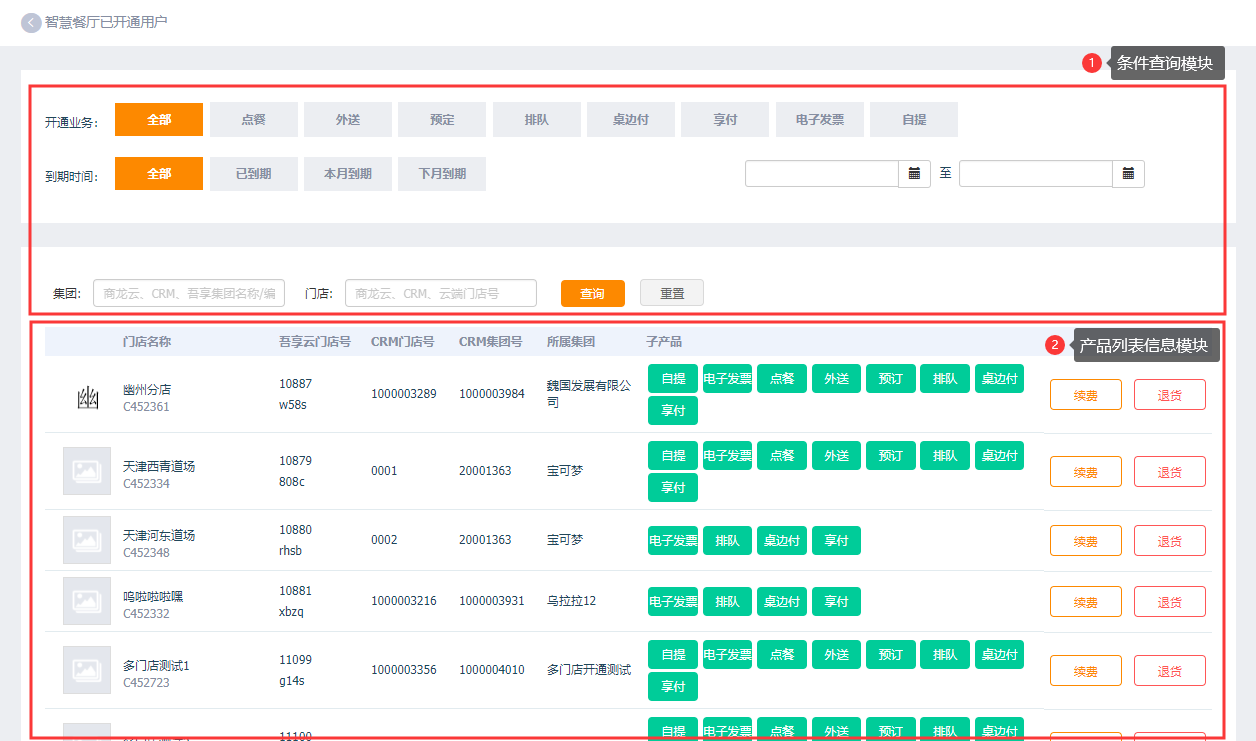 智慧餐厅已开通用户
1 条件查询模块
开通业务: 全部 点餐 外送 预定 排队 桌边付 享付 电子发票 自提
到期时间: 全部 已到期 本月到期 下月到期 至
集团: 商龙云、CRM、吾享集团名称/编 门店: 商龙云、CRM、云端门店号 查询 重置
门店名称 吾享云门店号 CRM门店号 CRM集团号 所属集团 子产品
2 产品列表信息模块
幽
幽州分店
C452361
10887
w58s
1000003289 1000003984
魏国发展有限公
司
自提 电子发票 点餐 外送 预订 排队 桌边付
享付
续费 退货
天津西青道场
C452334
10879
808c
0001 20001363 宝可梦
自提 电子发票 点餐 外送 预订 排队 桌边付
享付
续费 退货
天津河东道场
C452348
10880
rhsb
0002 20001363 宝可梦
电子发票 排队 桌边付 享付
续费 退货
呜啦啦啦嘿
C452332
10881
xbzq
1000003216 1000003931 乌拉拉12
电子发票 排队 桌边付 享付
续费 退货
多门店测试1
C452723
11099
g14s
1000003356 1000004010 多门店开通测试
自提 电子发票 点餐 外送 预订 排队 桌边付
享付
续费 退货
11100
自提 电子发票 点餐 外送 预订 排队 桌边付